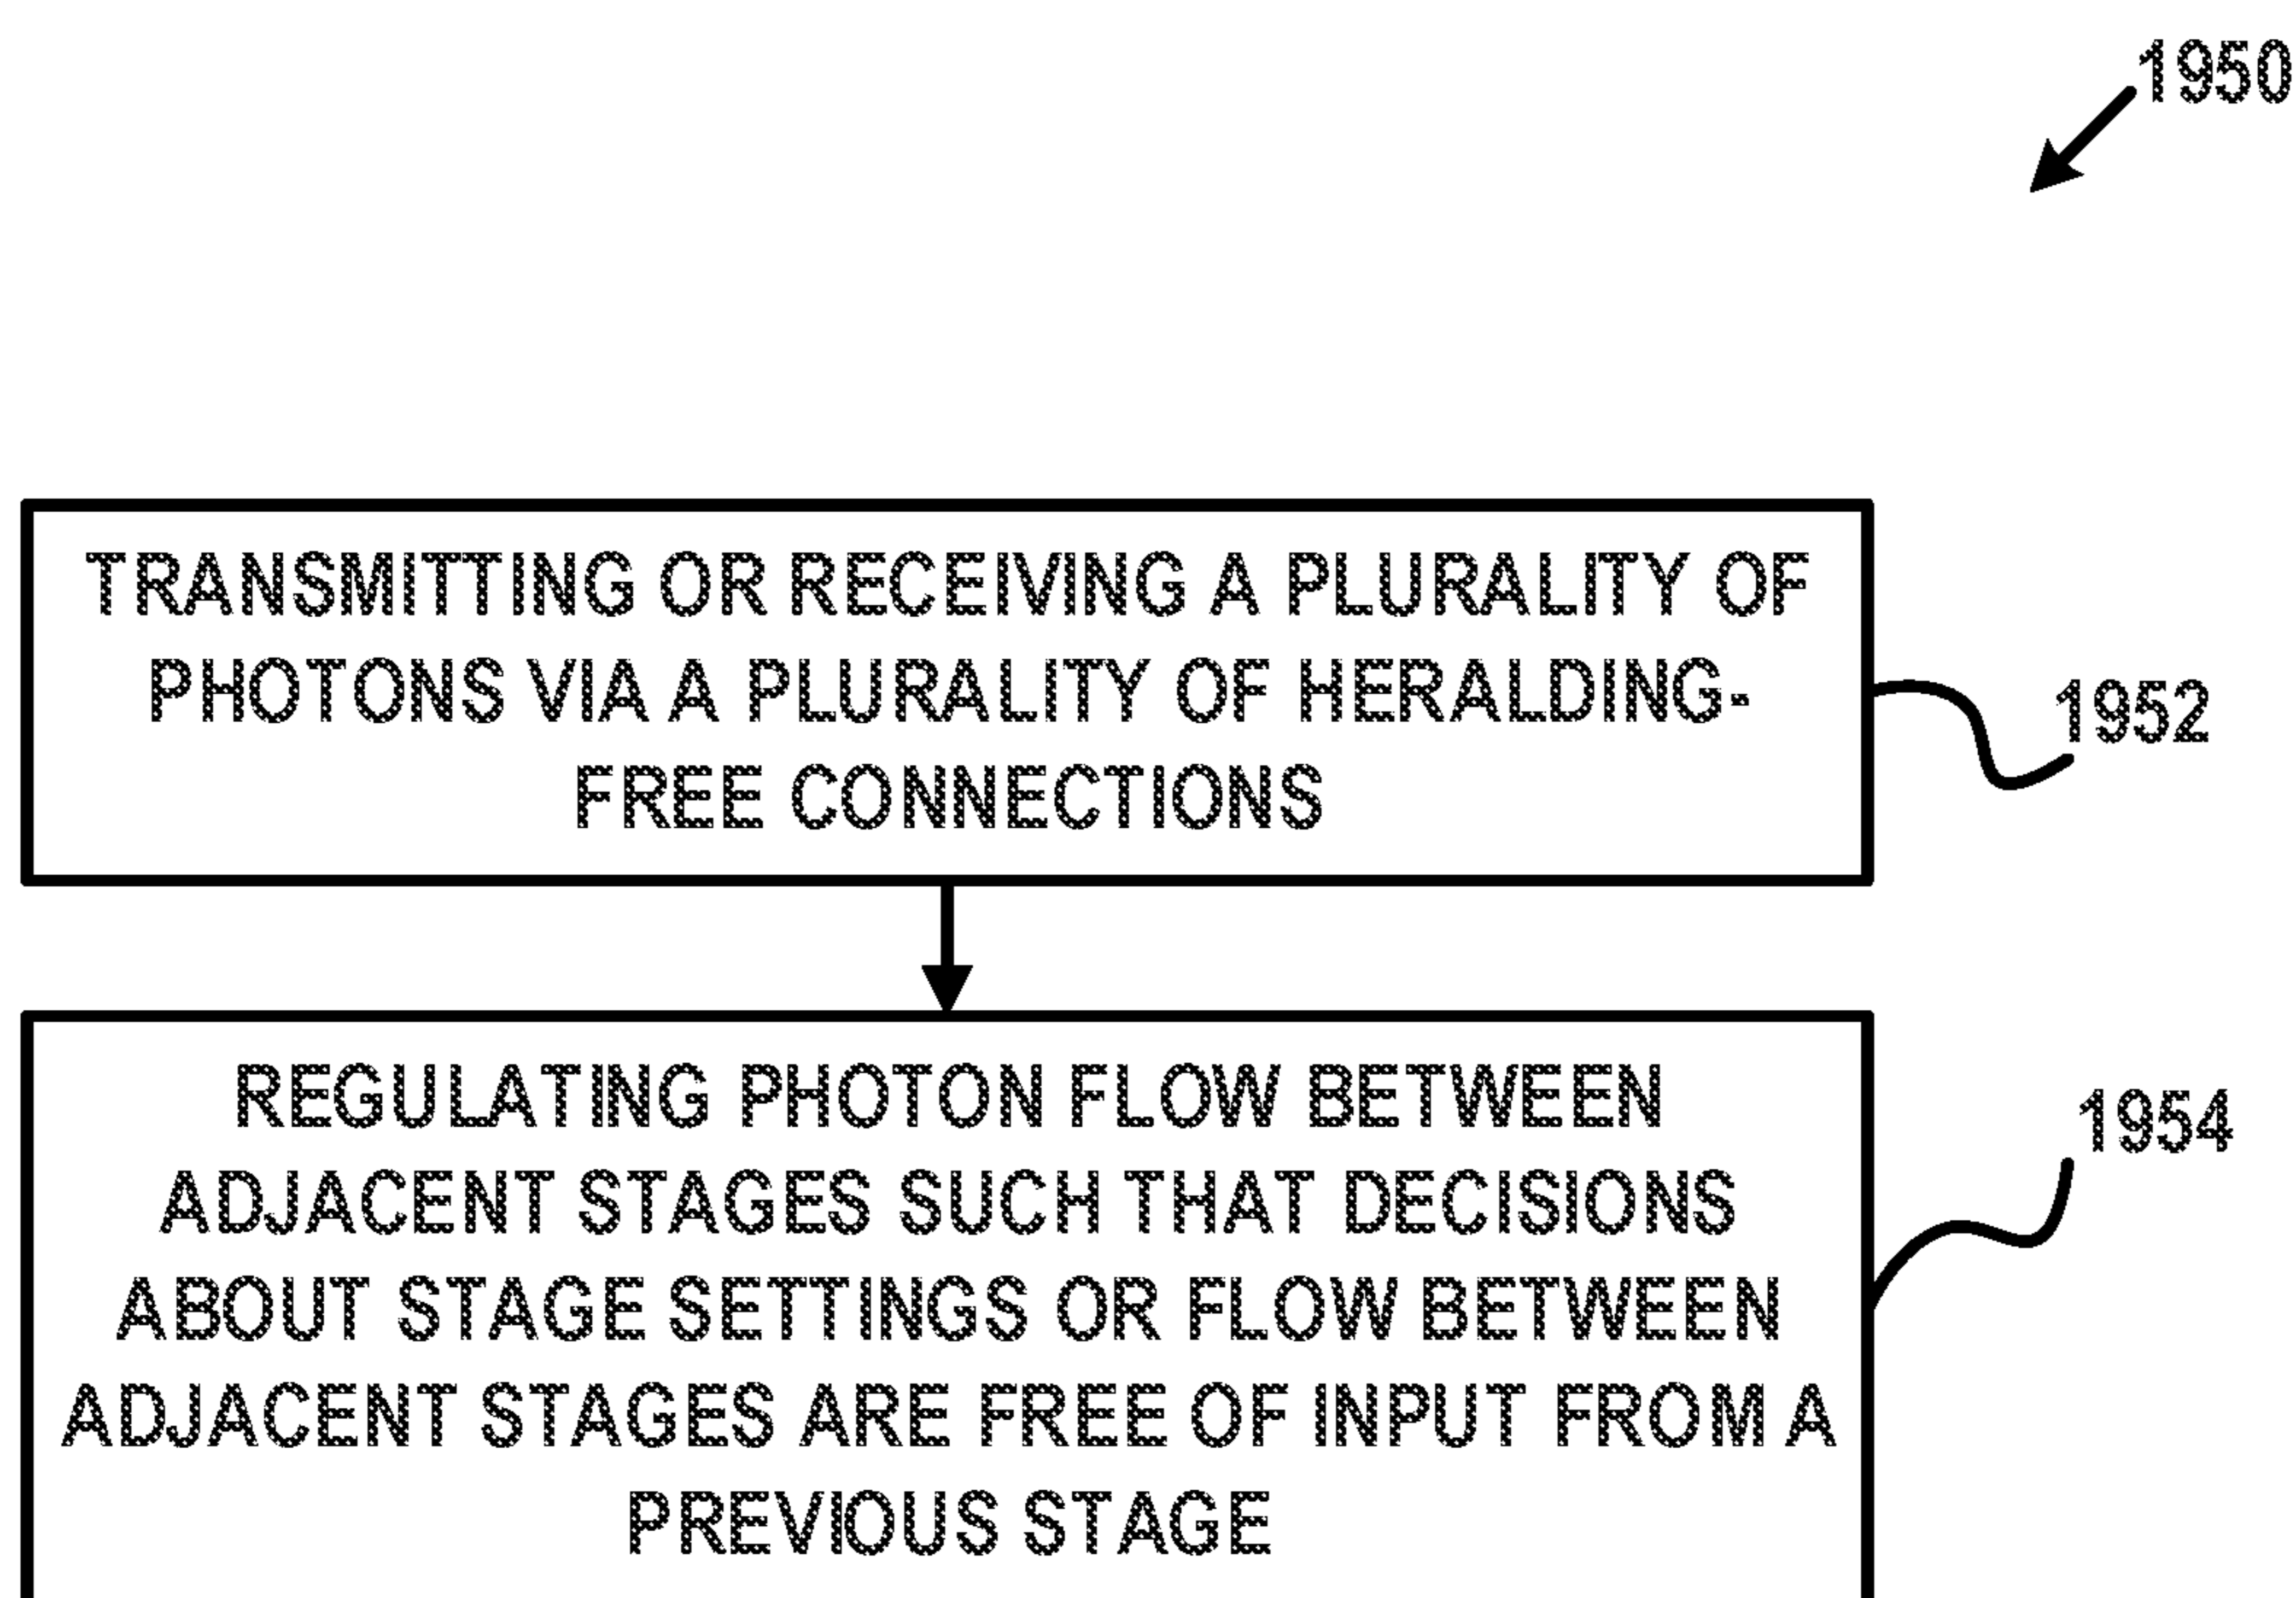 1950
TRANSMITTING OR RECEIVING A PLURALITY OF
PHOTONS VIA A PLURALITY OF HERALDING-
FREE CONNECTIONS
1952
REGULATING PHOTON FLOW BETWEEN
ADJACENT STAGES SUCH THAT DECISIONS
ABOUT STAGE SETTINGS OR FLOW BETWEEN
ADJACENT STAGES ARE FREE OF INPUT FROM A
PREVIOUS STAGE
1954